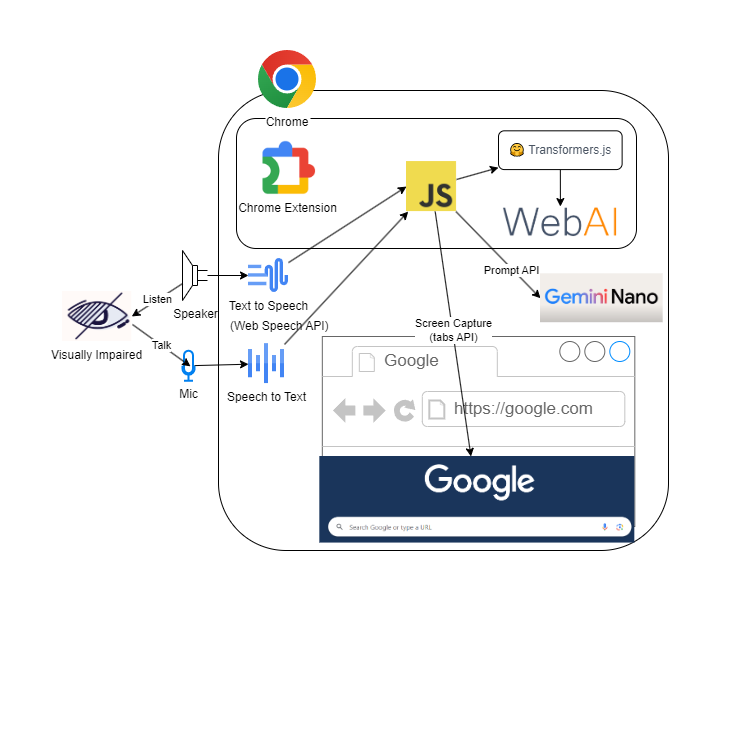 Chrome
Chrome Extension
JS
Transformers.js
WebAI
Prompt API
Gemini Nano
Listen
Speaker
Text to Speech
(Web Speech API)
Visually Impaired
Talk
Mic
Speech to Text
Screen Capture
(tabs API)
Google
https://google.com
Google
Search Google or type a URL